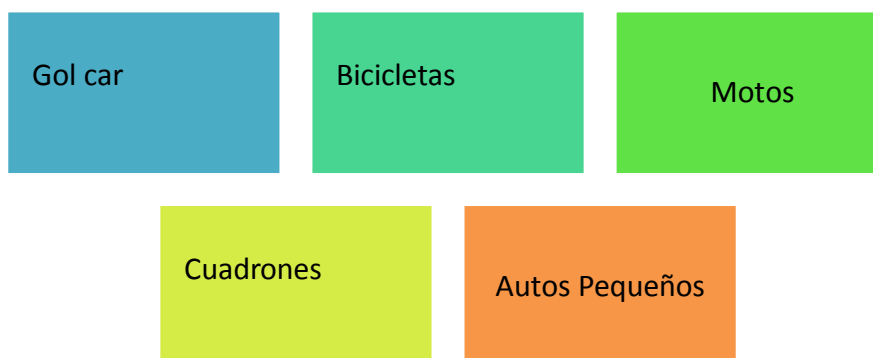 Gol car
Bicicletas
Motos
Cuadrones
Autos Pequeños